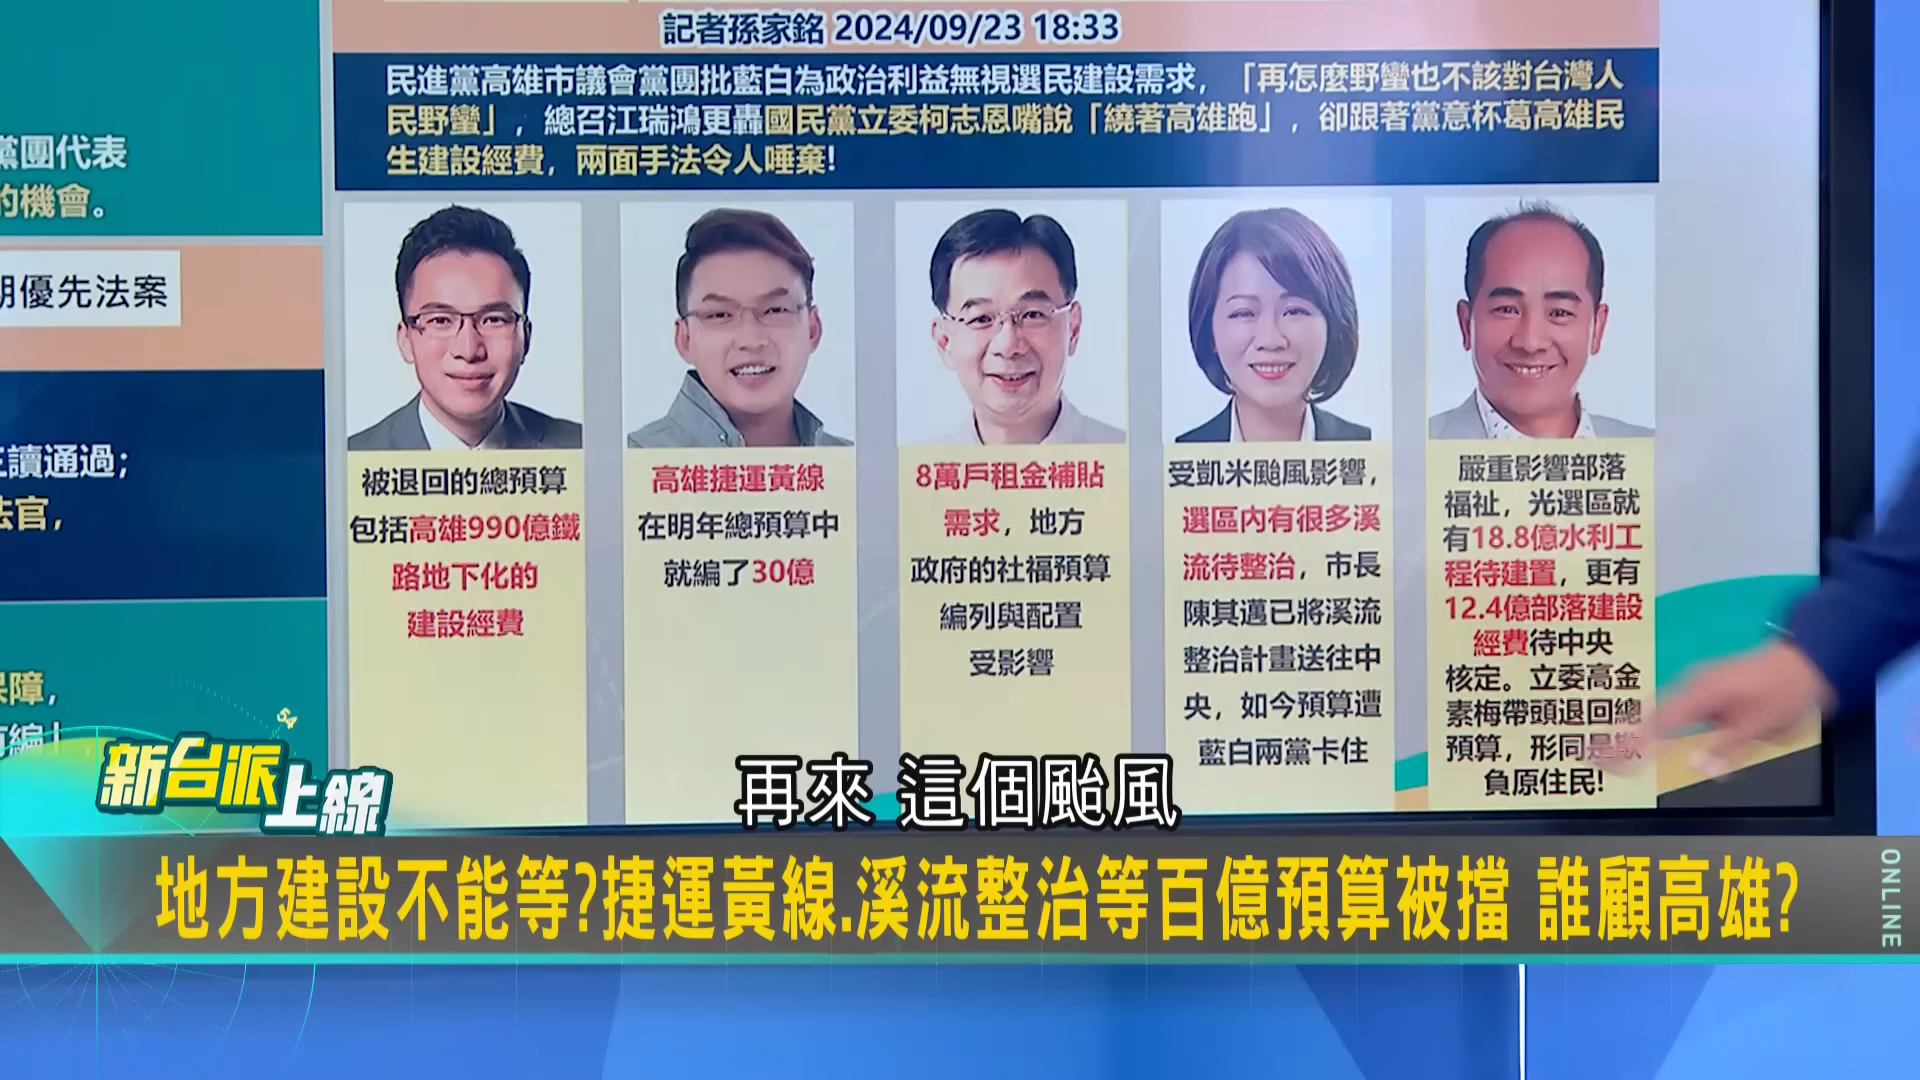 記者孫家銘 2024/09/23 18:33
民進黨高雄市議會黨團批藍白為政治利益無視選民建設需求，「再怎麼野蠻也不該對台灣人
民野蠻」，總召江瑞鴻更轟國民黨立委柯志恩嘴說「繞著高雄跑」，卻跟著黨意杯葛高雄民
生建設經費，兩面手法令人唾棄!
黨團代表
的機會。
期優先法案
三讀通過;
法官，
保障，
有編」
被退回的總預算
包括高雄990億鐵
路地下化的
建設經費
高雄捷運黃線
在明年總預算中
就編了30億
8萬戶租金補貼
需求，地方
政府的社福預算
編列與配置
受影響
受凱米颱風影響，
選區內有很多溪
流待整治，市長
陳其邁已將溪流
整治計畫送往中
央，如今預算遭
藍白兩黨卡住
嚴重影響部落
福祉，光選區就
有18.8億水利工
程待建置，更有
12.4億部落建設
經費待中央
核定。立委高金
素梅帶頭退回總
預算，形同是欺
負原住民!
54
新台派
上線
再來 這個颱風
地方建設不能等?捷運黃線.溪流整治等百億預算被擋 誰顧高雄?
ONLINE